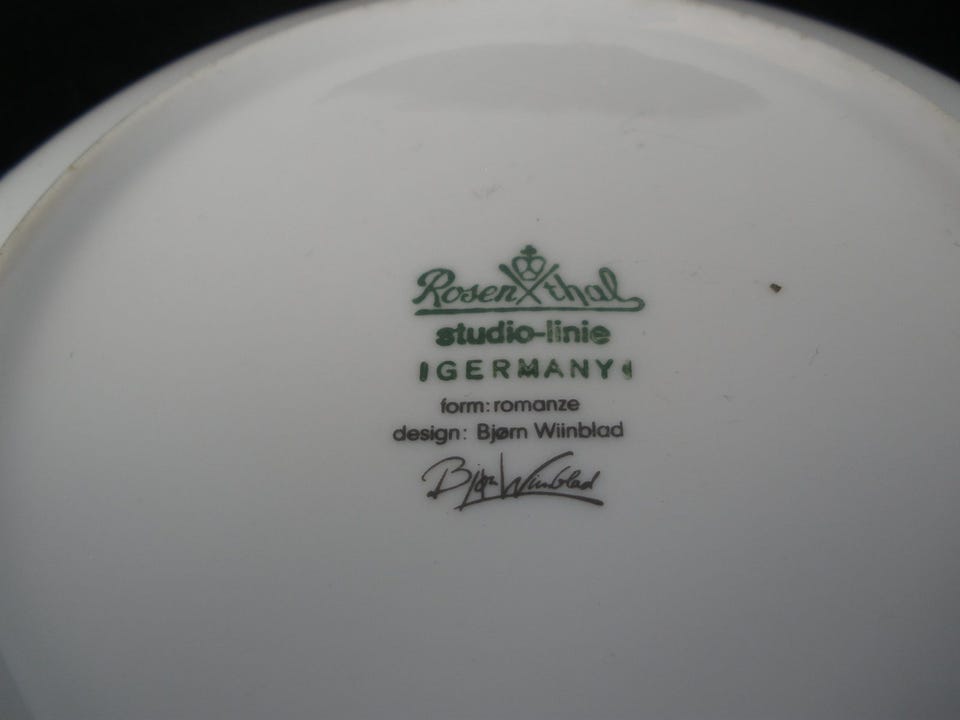 Rosenthal
studio-linie
GERMANY
form: romanze
design: Bjørn Wiinblad
Bjørn Wiinblad